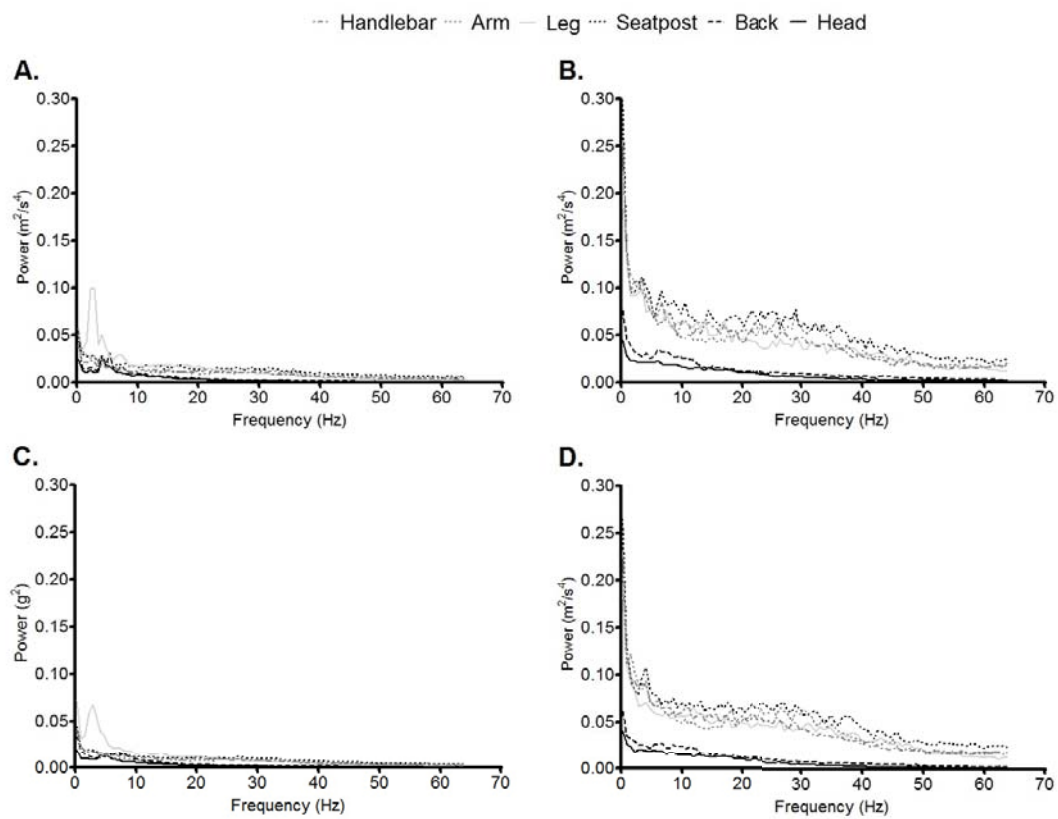 Handlebar Arm Leg Seatpost Back Head
A.
B.
0.30
0.25
0.20
0.15
0.10
0.05
0.00
Power (m²/s⁴)
0 10 20 30 40 50 60 70
Frequency (Hz)
0.30
0.25
0.20
0.15
0.10
0.05
0.00
Power (m²/s⁴)
0 10 20 30 40 50 60 70
Frequency (Hz)
C.
D.
0.30
0.25
0.20
0.15
0.10
0.05
0.00
Power (g²)
0 10 20 30 40 50 60 70
Frequency (Hz)
0.30
0.25
0.20
0.15
0.10
0.05
0.00
Power (m²/s⁴)
0 10 20 30 40 50 60 70
Frequency (Hz)